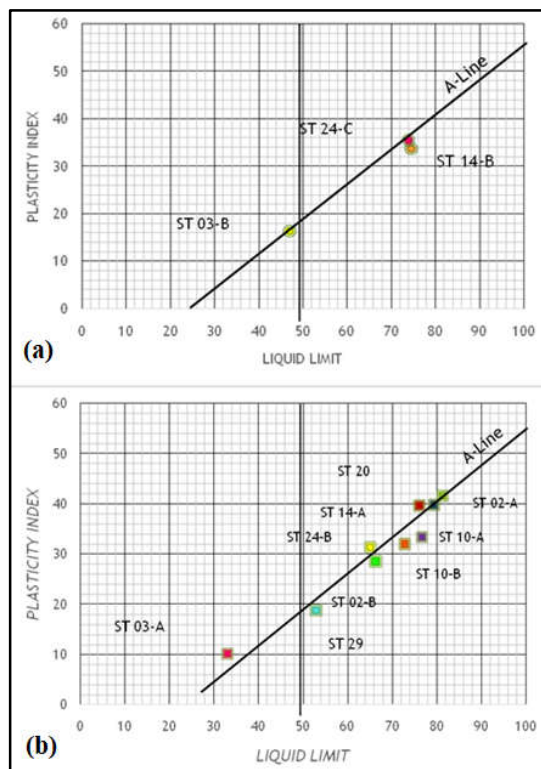 60
50
A-Line
40
ST 24-C
30
ST 14-B
20
ST 03-B
10
0
PLASTICITY INDEX
0 10 20 30 40 50 60 70 80 90 100
(a)
LIQUID LIMIT
60
50
A-Line
ST 20
40
ST 02-A
ST 14-A
ST 24-B
ST 10-A
30
ST 10-B
20
ST 02-B
ST 03-A
ST 29
10
0
PLASTICITY INDEX
0 10 20 30 40 50 60 70 80 90 100
(b)
LIQUID LIMIT